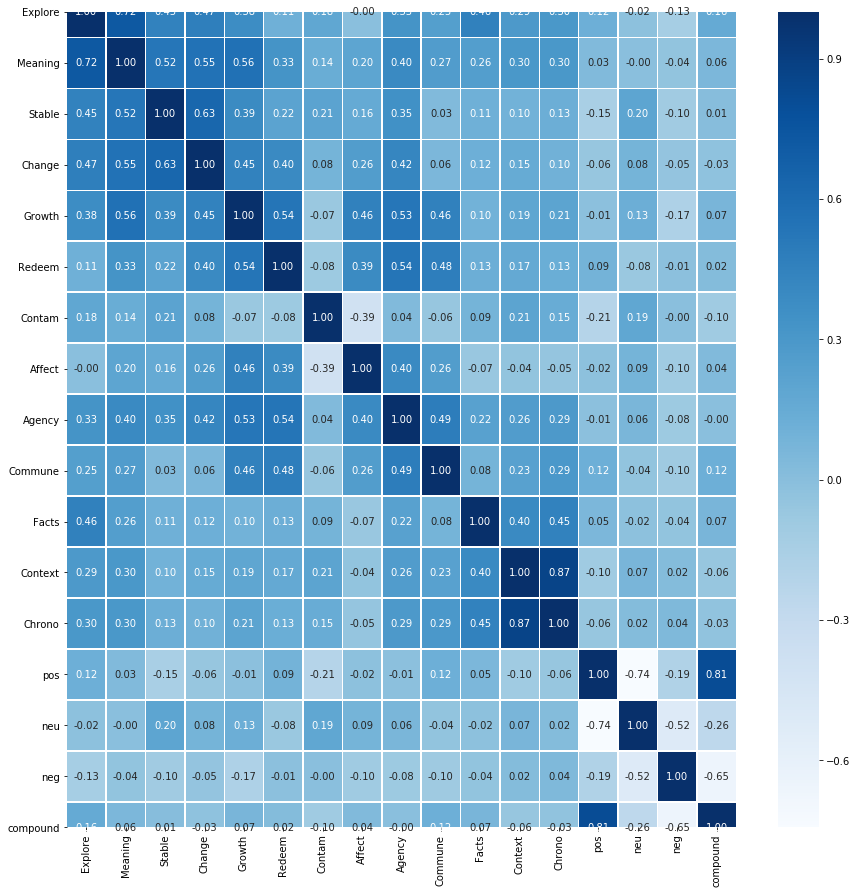 Explore 1.00 0.72 0.45 0.47 0.38 0.11 0.18 -0.00 0.33 0.25 0.46 0.29 0.30 0.12 -0.02 -0.13 0.16
Meaning 0.72 1.00 0.52 0.55 0.56 0.33 0.14 0.20 0.40 0.27 0.26 0.30 0.30 0.03 -0.00 -0.04 0.06
Stable 0.45 0.52 1.00 0.63 0.39 0.22 0.21 0.16 0.35 0.03 0.11 0.10 0.13 -0.15 0.20 -0.10 0.01
Change 0.47 0.55 0.63 1.00 0.45 0.40 0.08 0.26 0.42 0.06 0.12 0.15 0.10 -0.06 0.08 -0.05 -0.03
Growth 0.38 0.56 0.39 0.45 1.00 0.54 -0.07 0.46 0.53 0.46 0.10 0.19 0.21 -0.01 0.13 -0.17 0.07
Redeem 0.11 0.33 0.22 0.40 0.54 1.00 -0.08 0.39 0.54 0.48 0.13 0.17 0.13 0.09 -0.08 -0.01 0.02
Contam 0.18 0.14 0.21 0.08 -0.07 -0.08 1.00 -0.39 0.04 -0.06 0.09 0.21 0.15 -0.21 0.19 -0.00 -0.10
Affect -0.00 0.20 0.16 0.26 0.46 0.39 -0.39 1.00 0.40 0.26 -0.07 -0.04 -0.05 -0.02 0.09 -0.10 0.04
Agency 0.33 0.40 0.35 0.42 0.53 0.54 0.04 0.40 1.00 0.49 0.22 0.26 0.29 -0.01 0.06 -0.08 -0.00
Commune 0.25 0.27 0.03 0.06 0.46 0.48 -0.06 0.26 0.49 1.00 0.08 0.23 0.29 0.12 -0.04 -0.10 0.12
Facts 0.46 0.26 0.11 0.12 0.10 0.13 0.09 -0.07 0.22 0.08 1.00 0.40 0.45 0.05 -0.02 -0.04 0.07
Context 0.29 0.30 0.10 0.15 0.19 0.17 0.21 -0.04 0.26 0.23 0.40 1.00 0.87 -0.10 0.07 0.02 -0.06
Chrono 0.30 0.30 0.13 0.10 0.21 0.13 0.15 -0.05 0.29 0.29 0.45 0.87 1.00 -0.06 0.02 0.04 -0.03
pos 0.12 0.03 -0.15 -0.06 -0.01 0.09 -0.21 -0.02 -0.01 0.12 0.05 -0.10 -0.06 1.00 -0.74 -0.19 0.81
neu -0.02 -0.00 0.20 0.08 0.13 -0.08 0.19 0.09 0.06 -0.04 -0.02 0.07 0.02 -0.74 1.00 -0.52 -0.26
neg -0.13 -0.04 -0.10 -0.05 -0.17 -0.01 -0.00 -0.10 -0.08 -0.10 -0.04 0.02 0.04 -0.19 -0.52 1.00 -0.65
compound 0.16 0.06 0.01 -0.03 0.07 0.02 -0.10 0.04 -0.00 0.12 0.07 -0.06 -0.03 0.81 -0.26 -0.65 1.00
Explore Meaning Stable Change Growth Redeem Contam Affect Agency Commune Facts Context Chrono pos neu neg compound
0.9
0.6
0.3
0.0
-0.3
-0.6